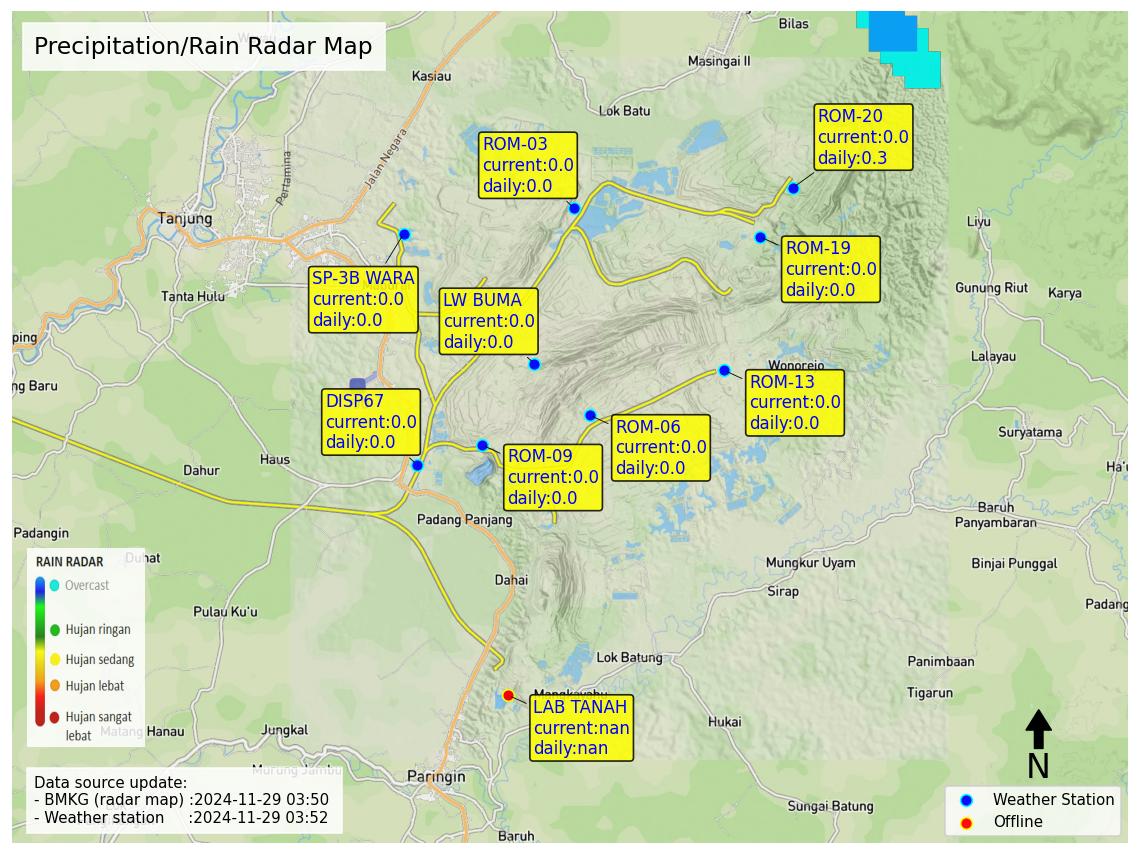 Precipitation/Rain Radar Map
Bilas
Masingai II
Kasiau
Lok Batu
Jalan Negara
Pertamina
Tanjung
Tanta Hulu
ROM-03
current:0.0
daily:0.0
ROM-20
current:0.0
daily:0.3
ROM-19
current:0.0
daily:0.0
SP-3B WARA
current:0.0
daily:0.0
LW BUMA
current:0.0
daily:0.0
Liyu
Gunung Riut
Karya
Lalayau
ping
ng Baru
Wonorejo
ROM-13
current:0.0
daily:0.0
DISP67
current:0.0
daily:0.0
ROM-06
current:0.0
daily:0.0
ROM-09
current:0.0
daily:0.0
Suryatama
Ha'u
Haus
Dahur
Padang Panjang
Baruh
Panyambaran
Padangin
Duhat
Binjai Punggal
Mungkur Uyam
Dahai
Sirap
Padang
Pulau Ku'u
RAIN RADAR
Overcast
Hujan ringan
Hujan sedang
Hujan lebat
Hujan sangat
lebat
Lok Batung
Panimbaan
Tigarun
Mangkayahu
LAB TANAH
current:nan
daily:nan
Hukai
Matang Hanau
Jungkal
Murung Jambu
Paringin
Sungai Batung
Baruh
N
Data source update:
- BMKG (radar map) :2024-11-29 03:50
- Weather station :2024-11-29 03:52
Weather Station
Offline